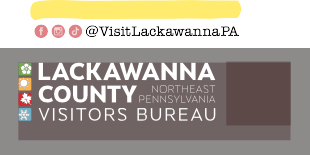 @VisitLackawannaPA
LACKAWANNA
COUNTY NORTHEAST
PENNSYLVANIA
VISITORS BUREAU